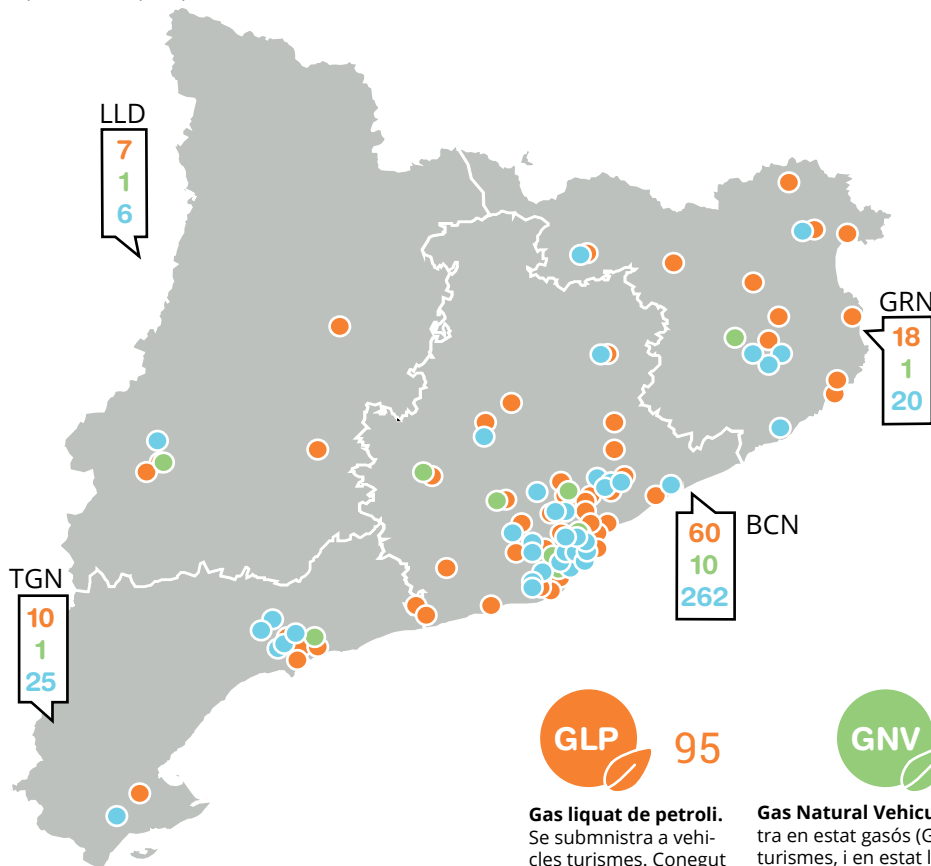 LLD
7
1
6
GRN
18
1
20
BCN
60
10
262
TGN
10
1
25
GLP 95
Gas liquat de petroli.
Se submnistra a vehi-
cles turismes. Conegut
GNV
Gas Natural Vehicu
tra en estat gasós (G
turismes, i en estat l